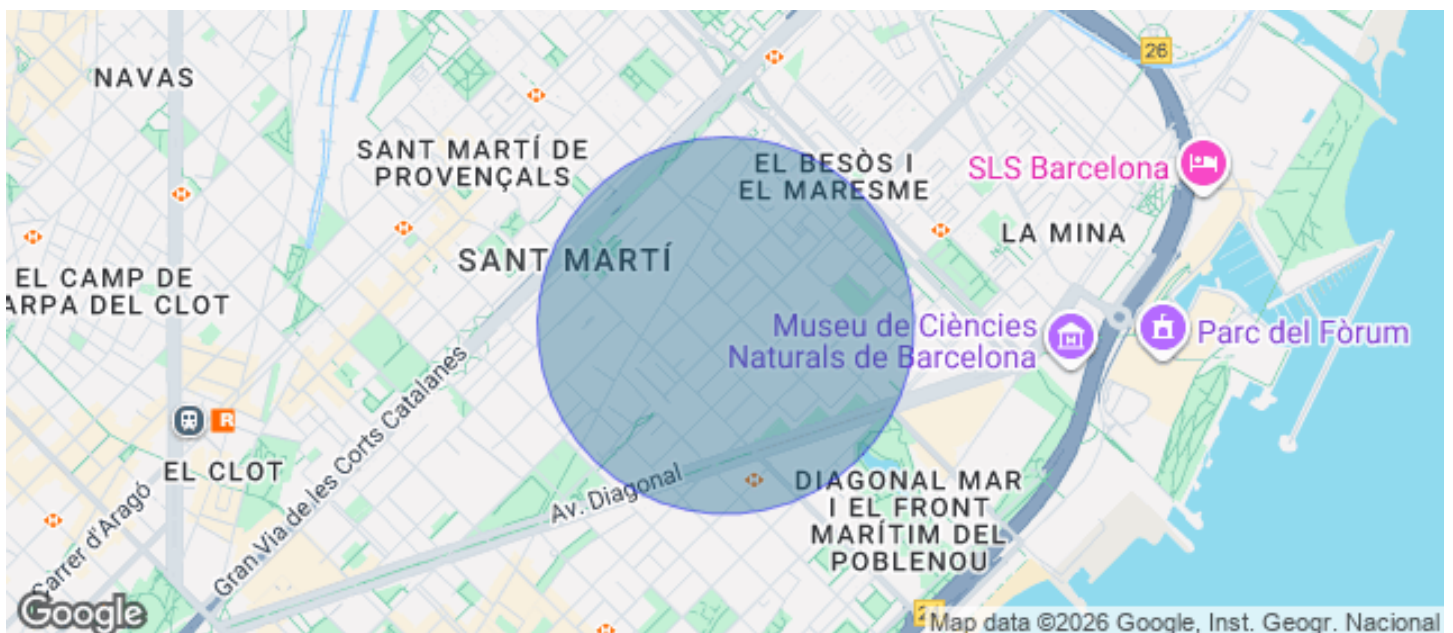 26
NAVAS
SANT MARTÍ DE
PROVENÇALS
EL BESÒS I
EL MARESME
SLS Barcelona
LA MINA
SANT MARTÍ
EL CAMP DE
ARPA DEL CLOT
Museu de Ciències
Naturals de Barcelona
Parc del Fòrum
R
EL CLOT
Gran Via de les Corts Catalanes
Av. Diagonal
Carrer d'Aragó
DIAGONAL MAR
I EL FRONT
MARÍTIM DEL
POBLENOU
Google
Map data ©2026 Google, Inst. Geogr. Nacional